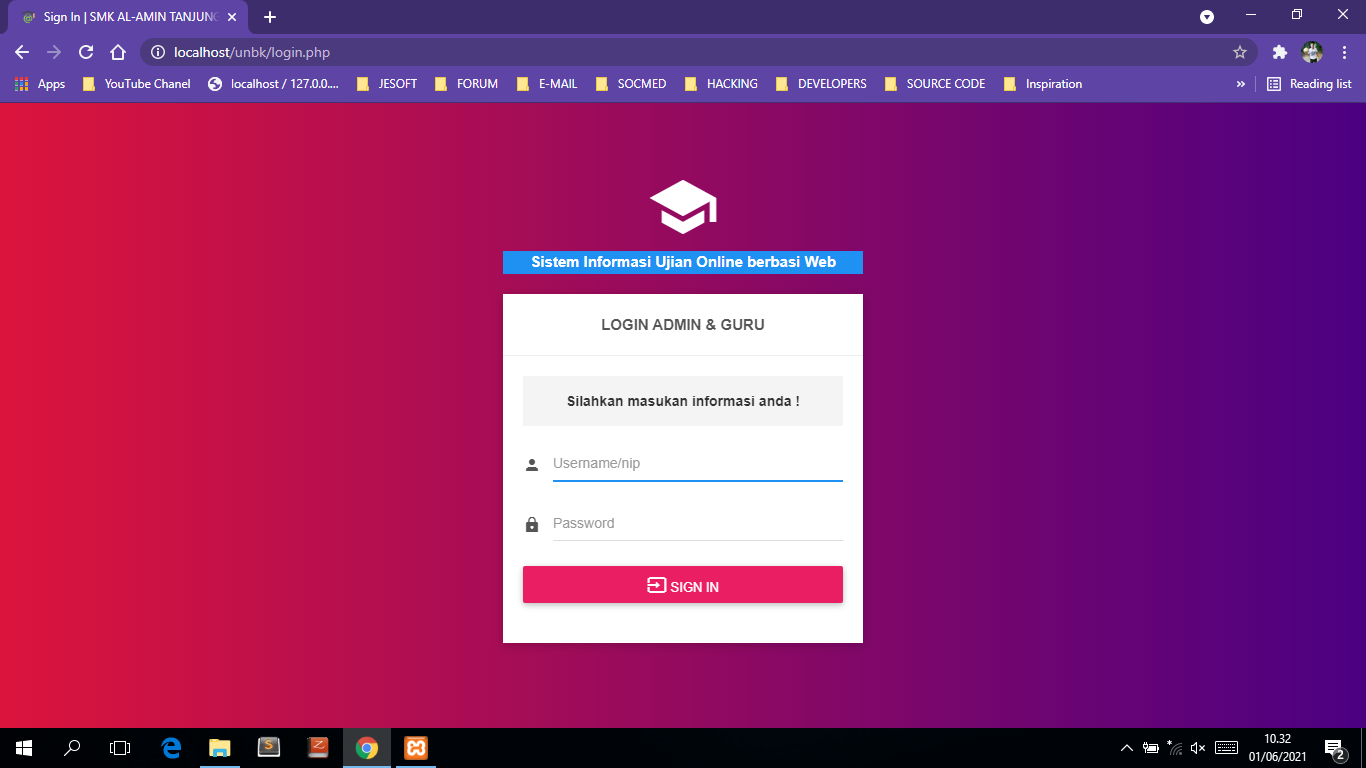 Sign In | SMK AL-AMIN TANJUNG
localhost/unbk/login.php
Apps YouTube Chanel localhost / 127.0.0.... JESOFT FORUM E-MAIL SOCMED HACKING DEVELOPERS SOURCE CODE Inspiration » Reading list
Sistem Informasi Ujian Online berbasi Web
LOGIN ADMIN & GURU
Silahkan masukan informasi anda !
Username/nip
Password
SIGN IN
10.32
01/06/2021
2